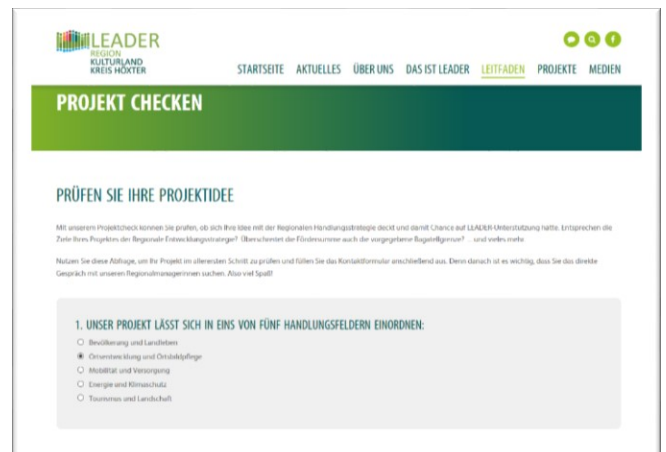 LEADER
REGION
KULTURLAND
KREIS HÖXTER
STARTSEITE AKTUELLES ÜBER UNS DAS IST LEADER LEITFADEN PROJEKTE MEDIEN
PROJEKT CHECKEN
PRÜFEN SIE IHRE PROJEKTIDEE
Mit unserem Projektcheck können Sie prüfen, ob sich Ihre Idee mit der Regionalen Handlungsstrategie deckt und damit Chance auf LEADER-Unterstützung hätte. Entsprechen die
Ziele Ihres Projektes der Regionale Entwicklungsstrategie? Überschreitet die Fördersumme auch die vorgegebene Bagatellgrenze? ... und vieles mehr.
Nutzen Sie diese Abfrage, um Ihr Projekt im allerersten Schritt zu prüfen und füllen Sie das Kontaktformular anschließend aus. Denn danach ist es wichtig, dass Sie das direkte
Gespräch mit unseren Regionalmanagerinnen suchen. Also viel Spaß!
1. UNSER PROJEKT LÄSST SICH IN EINS VON FÜNF HANDLUNGSFELDERN EINORDNEN:
Bevölkerung und Landleben
Ortsentwicklung und Ortsbildpflege
Mobilität und Versorgung
Energie und Klimaschutz
Tourismus und Landschaft